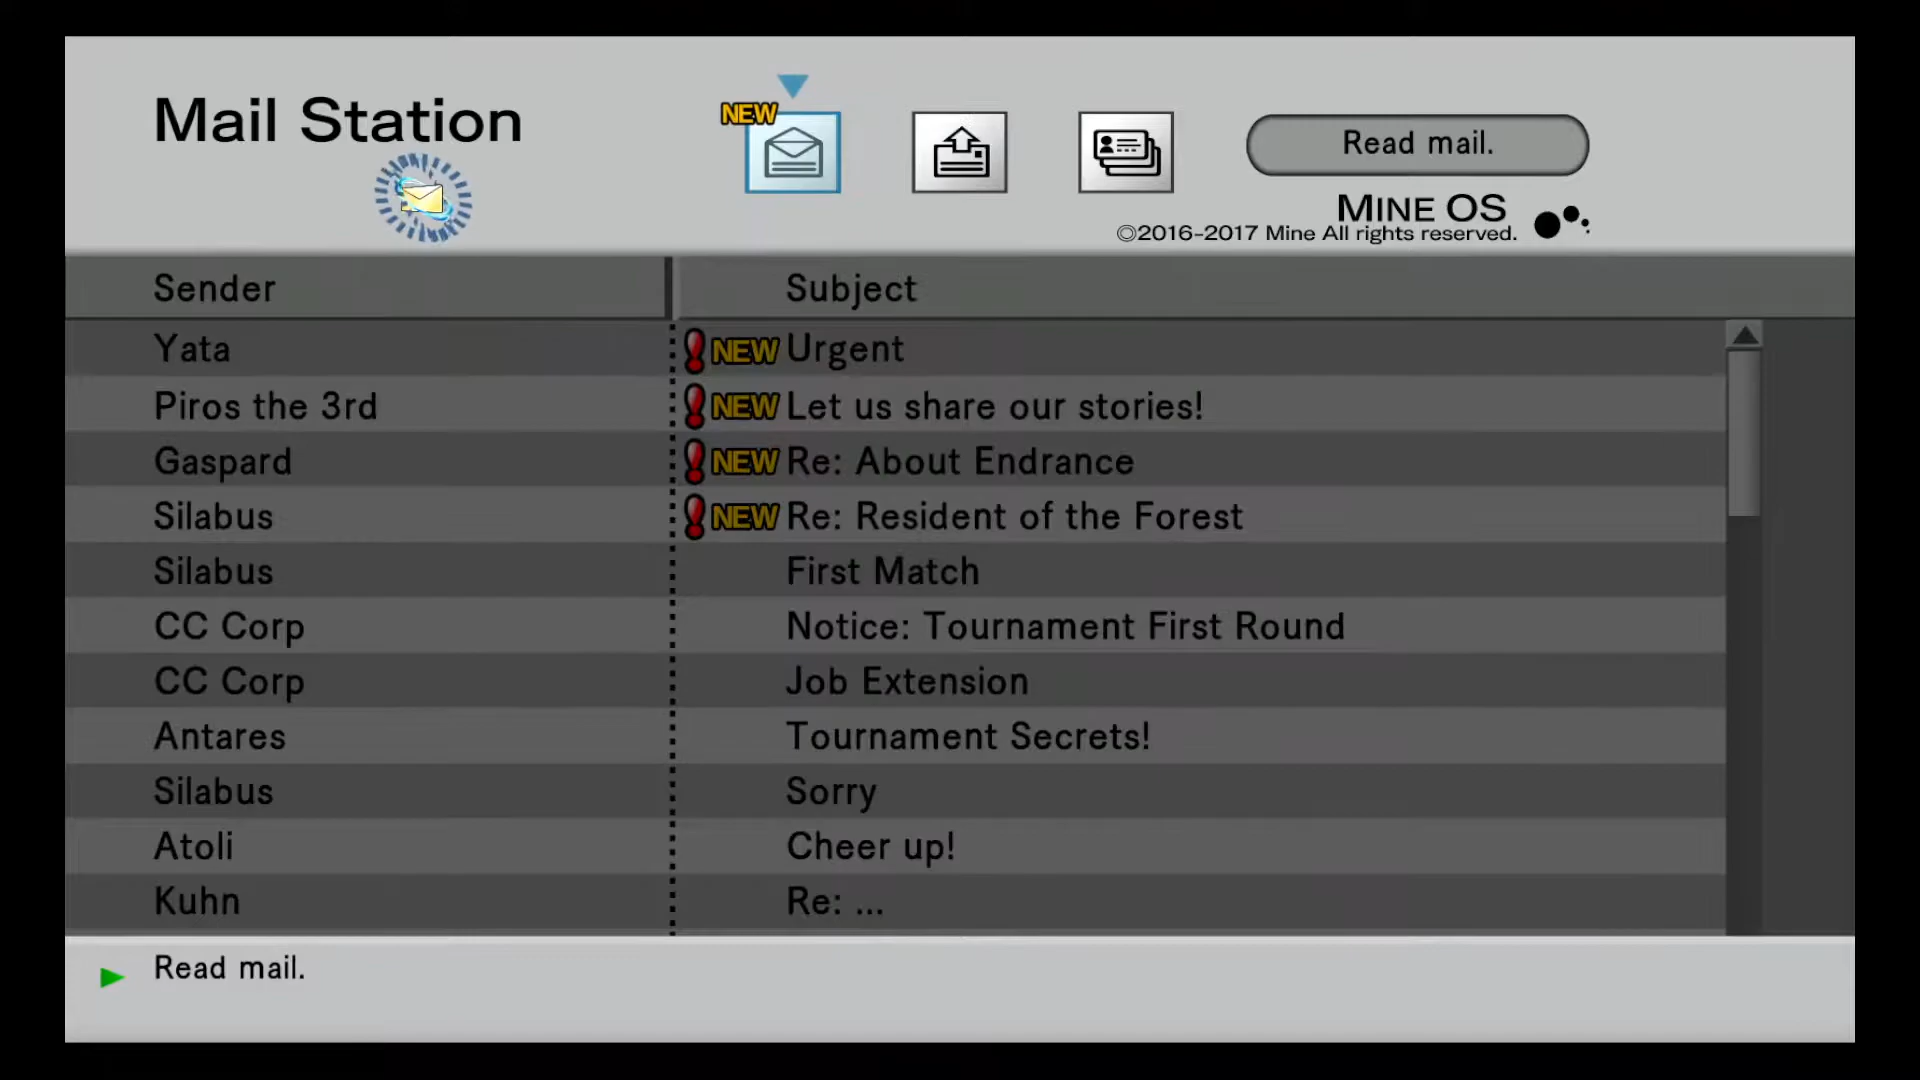 Mail Station
NEW
Read mail.
MINE OS
©2016-2017 Mine All rights reserved.
Sender Subject
Yata NEW Urgent
Piros the 3rd NEW Let us share our stories!
Gaspard NEW Re: About Endrance
Silabus NEW Re: Resident of the Forest
Silabus First Match
CC Corp Notice: Tournament First Round
CC Corp Job Extension
Antares Tournament Secrets!
Silabus Sorry
Atoli Cheer up!
Kuhn Re: ...
Read mail.